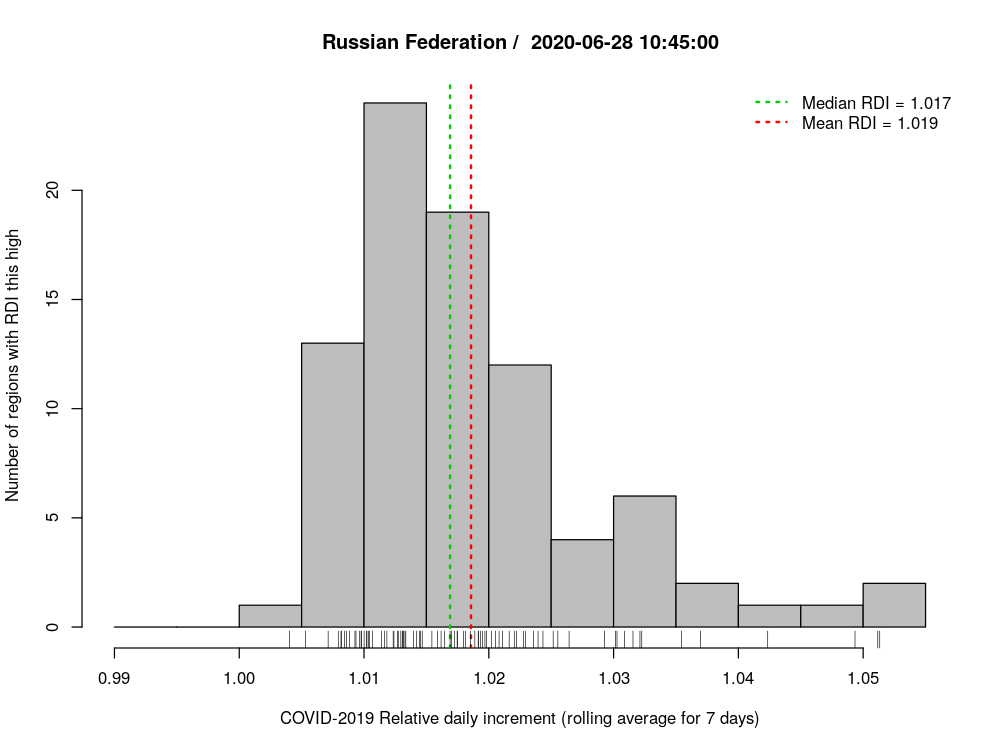 Russian Federation /  2020-06-28 10:45:00
Median RDI = 1.017
Mean RDI = 1.019
Number of regions with RDI this high
20
15
10
5
0
0.99 1.00 1.01 1.02 1.03 1.04 1.05
COVID-2019 Relative daily increment (rolling average for 7 days)